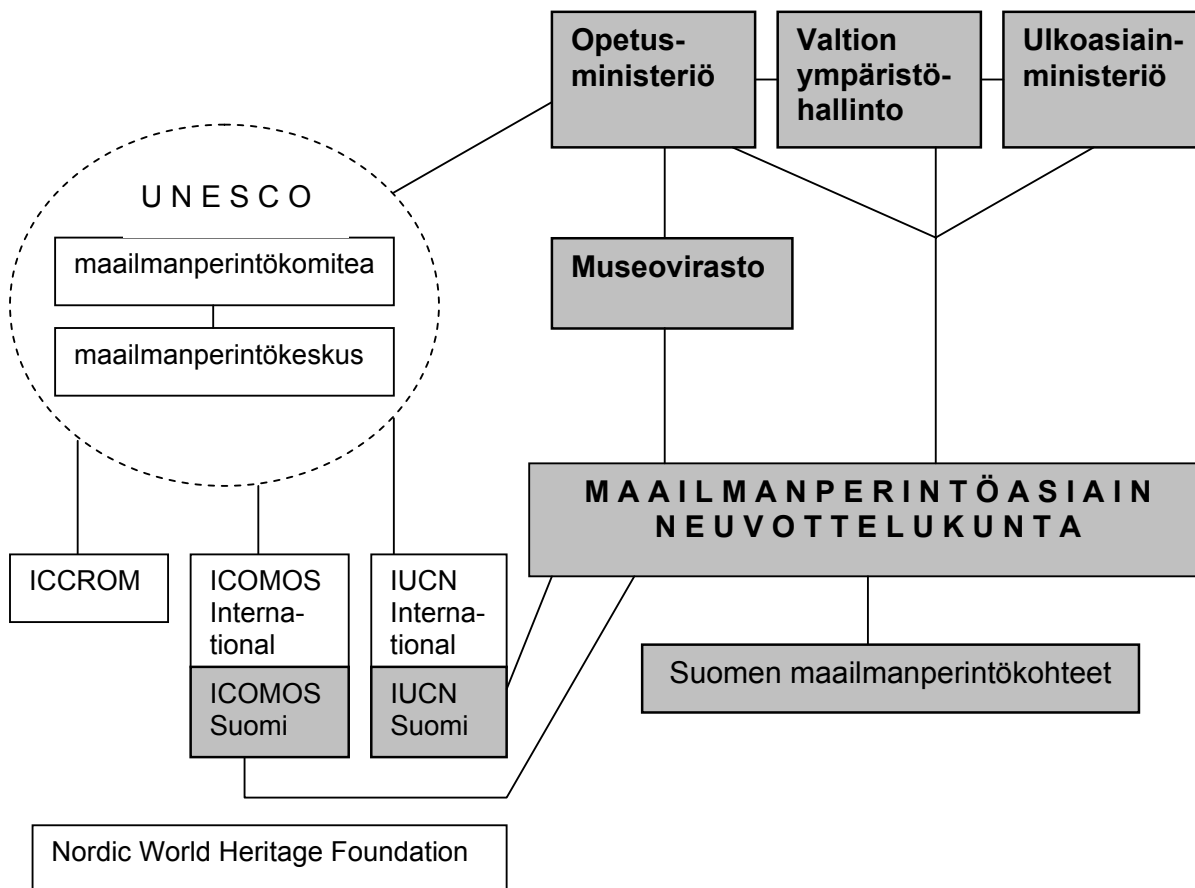 Opetus-
ministeriö
Valtion
ympäristö-
hallinto
Ulkoasiain-
ministeriö
U N E S C O
maailmanperintökomitea
maailmanperintökeskus
Museovirasto
M A A I L M A N P E R I N T Ö A S I A I N
N E U V O T T E L U K U N T A
ICCROM
ICOMOS
Interna-
tional
IUCN
Interna-
tional
ICOMOS
Suomi
IUCN
Suomi
Suomen maailmanperintökohteet
Nordic World Heritage Foundation